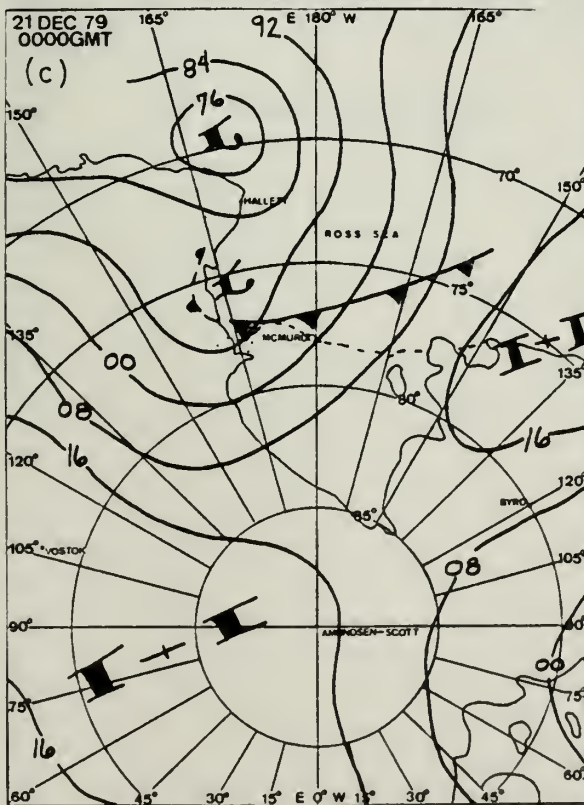 21 DEC 79
0000GMT
(c)
165° E 180° W 165°
92
84
76
L
150°
150°
70°
HALLETT
ROSS SEA
L
75°
MCMURDO
H
135°
135°
00
80°
08
16
16
120°
120°
85°
BYRD
105°
VOSTOK
105°
08
90°
90°
AMUNDSEN-SCOTT
H
00
75°
75°
16
60°
60°
45° 30° 15° E 0° W 15° 30° 45°